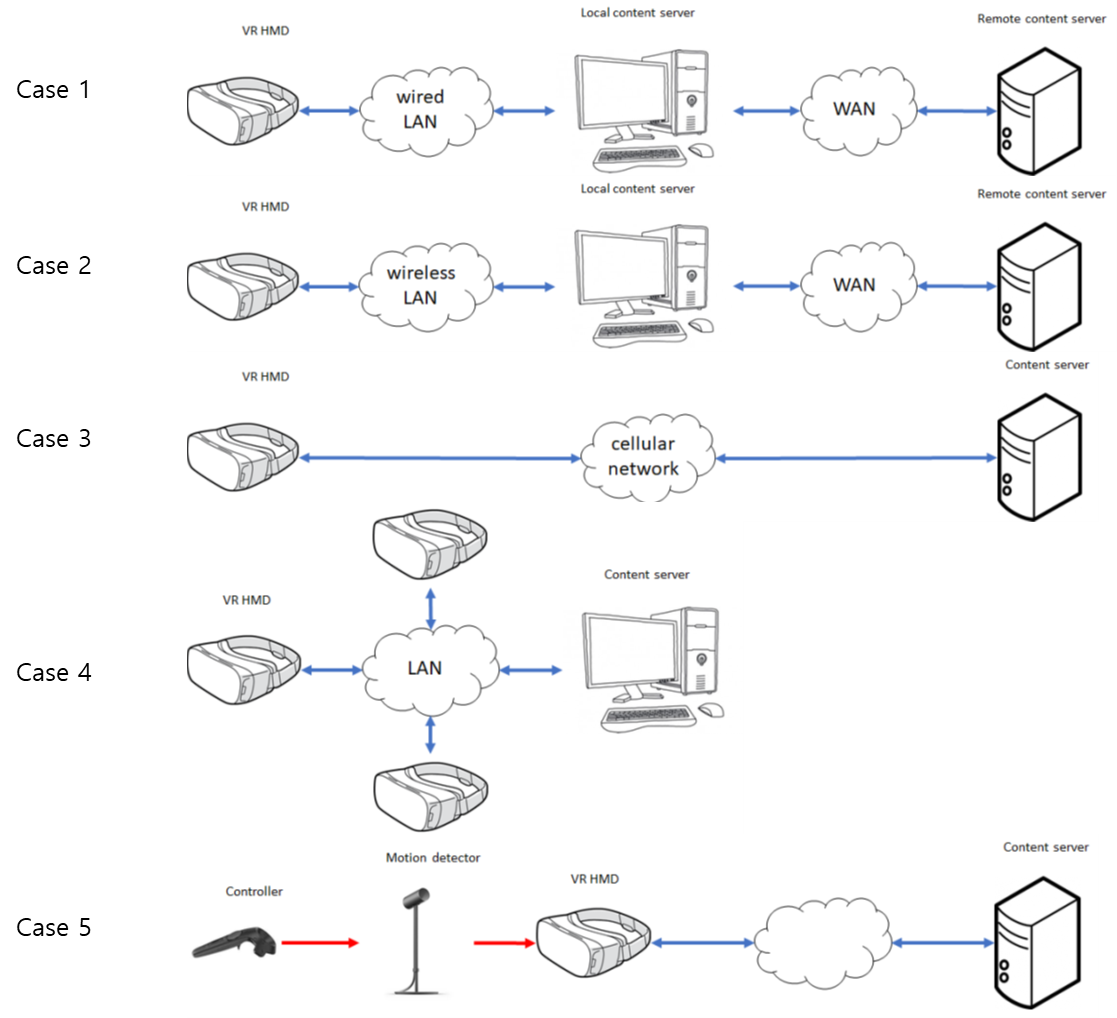 Case 1
VR HMD
wired
LAN
Local content server
WAN
Remote content server
Case 2
VR HMD
wireless
LAN
Local content server
WAN
Remote content server
Case 3
VR HMD
cellular
network
Content server
Case 4
VR HMD
LAN
Content server
Case 5
Controller
Motion detector
VR HMD
Content server